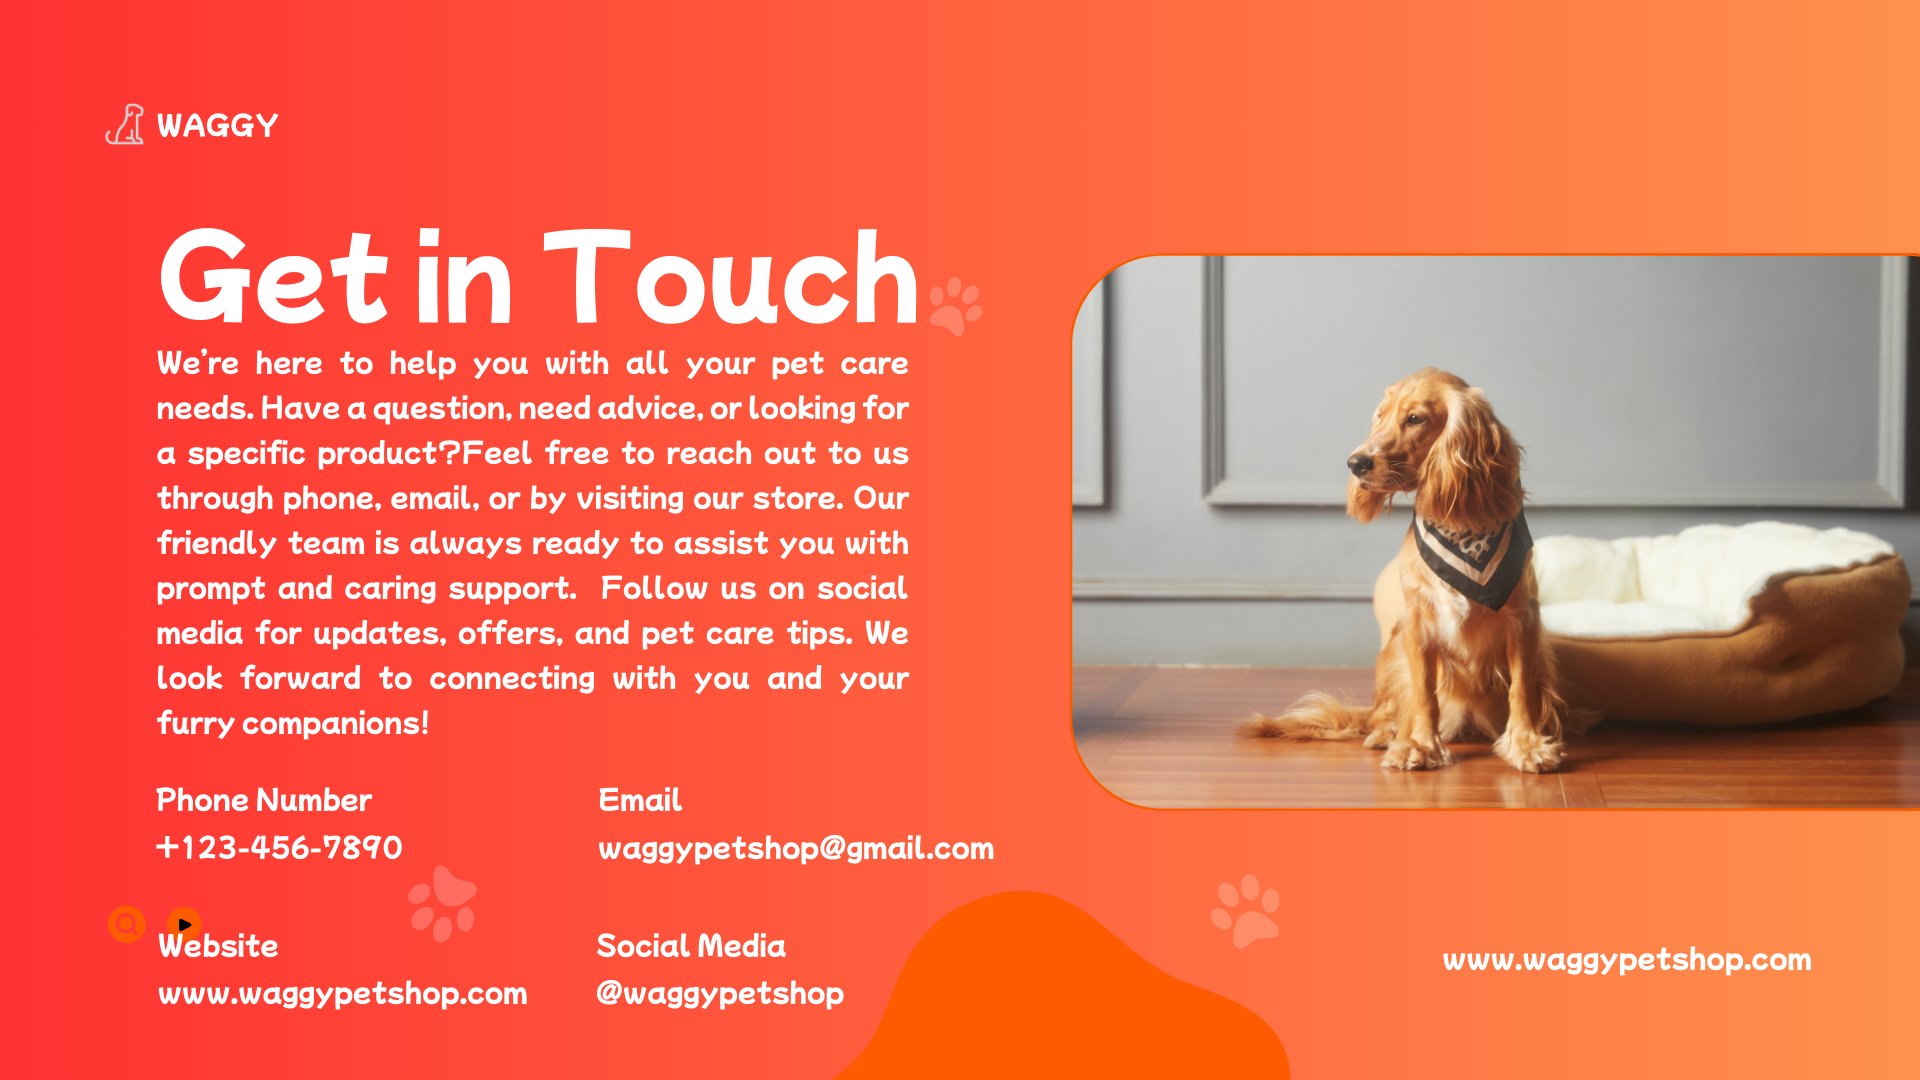 WAGGY
Get in Touch
We’re here to help you with all your pet care
needs. Have a question, need advice, or looking for
a specific product?Feel free to reach out to us
through phone, email, or by visiting our store. Our
friendly team is always ready to assist you with
prompt and caring support.  Follow us on social
media for updates, offers, and pet care tips. We
look forward to connecting with you and your
furry companions!
Phone Number
+123-456-7890
Email
waggypetshop@gmail.com
Website
www.waggypetshop.com
Social Media
@waggypetshop
www.waggypetshop.com